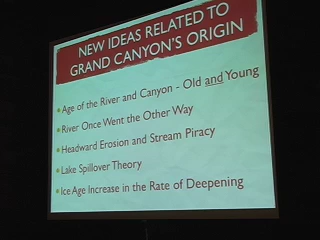 NEW IDEAS RELATED TO
GRAND CANYON'S ORIGIN
Age of the River and Canyon - Old and Young
River Once Went the Other Way
Headward Erosion and Stream Piracy
Lake Spillover Theory
Ice Age Increase in the Rate of Deepening